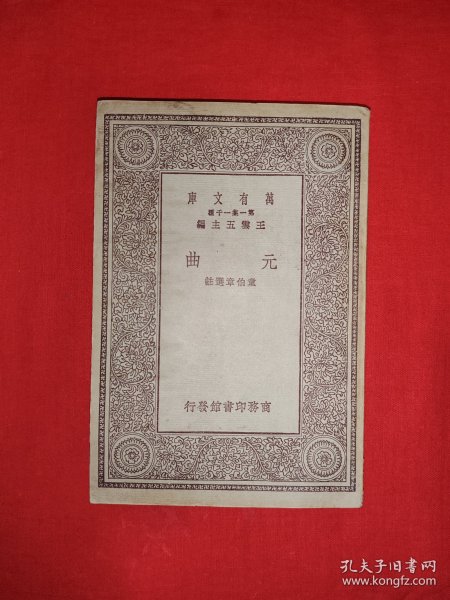 萬有文庫
第一集一千種
王雲五主編
元曲
童伯章選註
商務印書館發行
孔夫子旧书网
www.kongfz.com